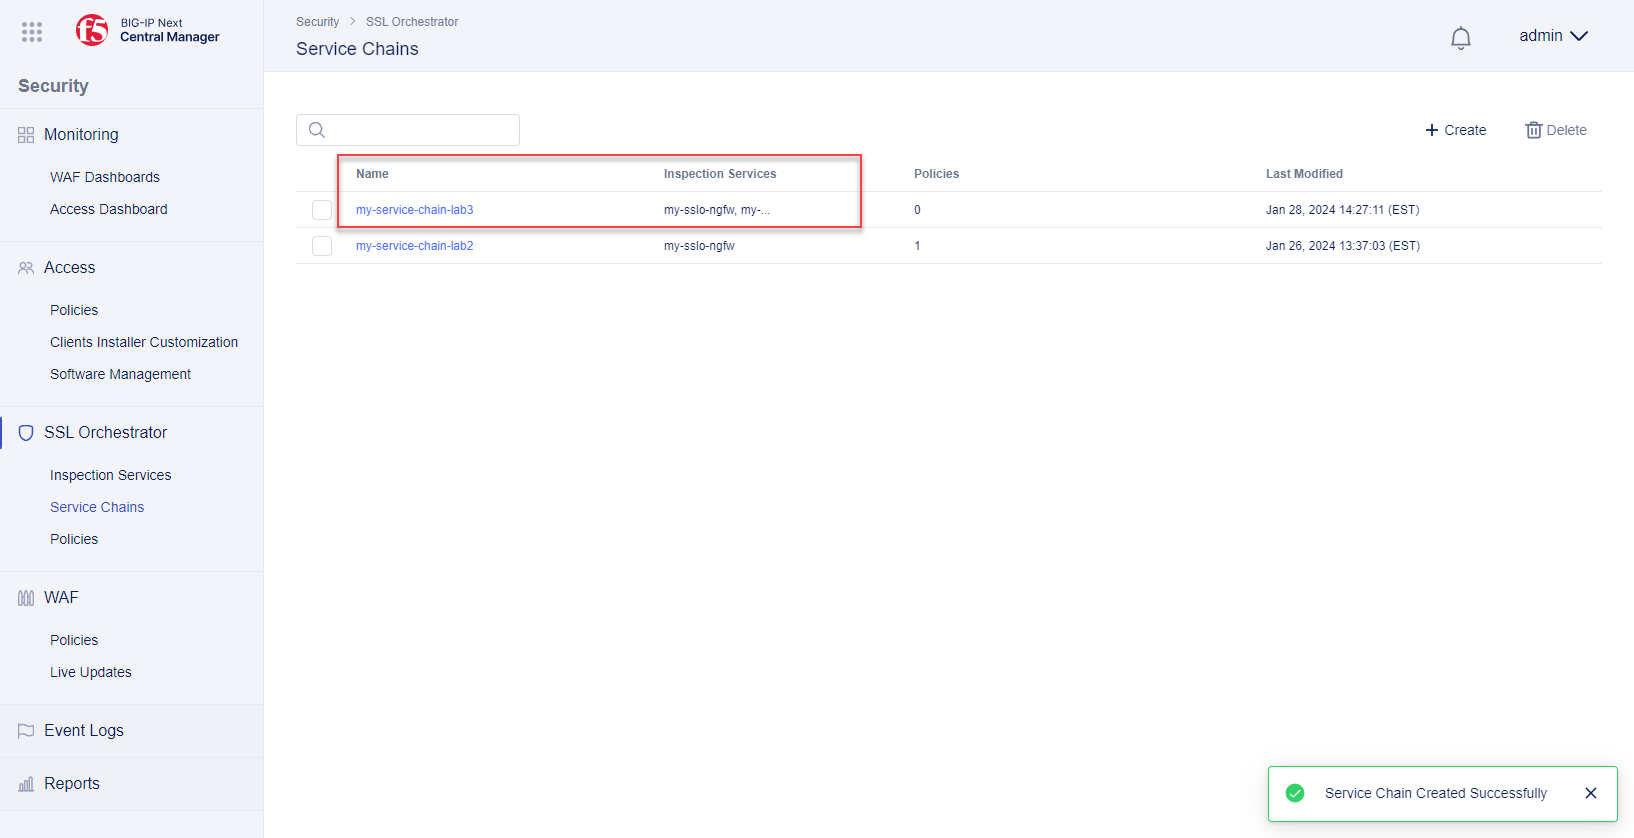 f5
BIG-IP Next
Central Manager
Security
Monitoring
WAF Dashboards
Access Dashboard
Access
Policies
Clients Installer Customization
Software Management
SSL Orchestrator
Inspection Services
Service Chains
Policies
WAF
Policies
Live Updates
Event Logs
Reports
Security > SSL Orchestrator
Service Chains
admin
+ Create Delete
Name Inspection Services Policies Last Modified
my-service-chain-lab3 my-sslo-ngfw, my-... 0 Jan 28, 2024 14:27:11 (EST)
my-service-chain-lab2 my-sslo-ngfw 1 Jan 26, 2024 13:37:03 (EST)
Service Chain Created Successfully